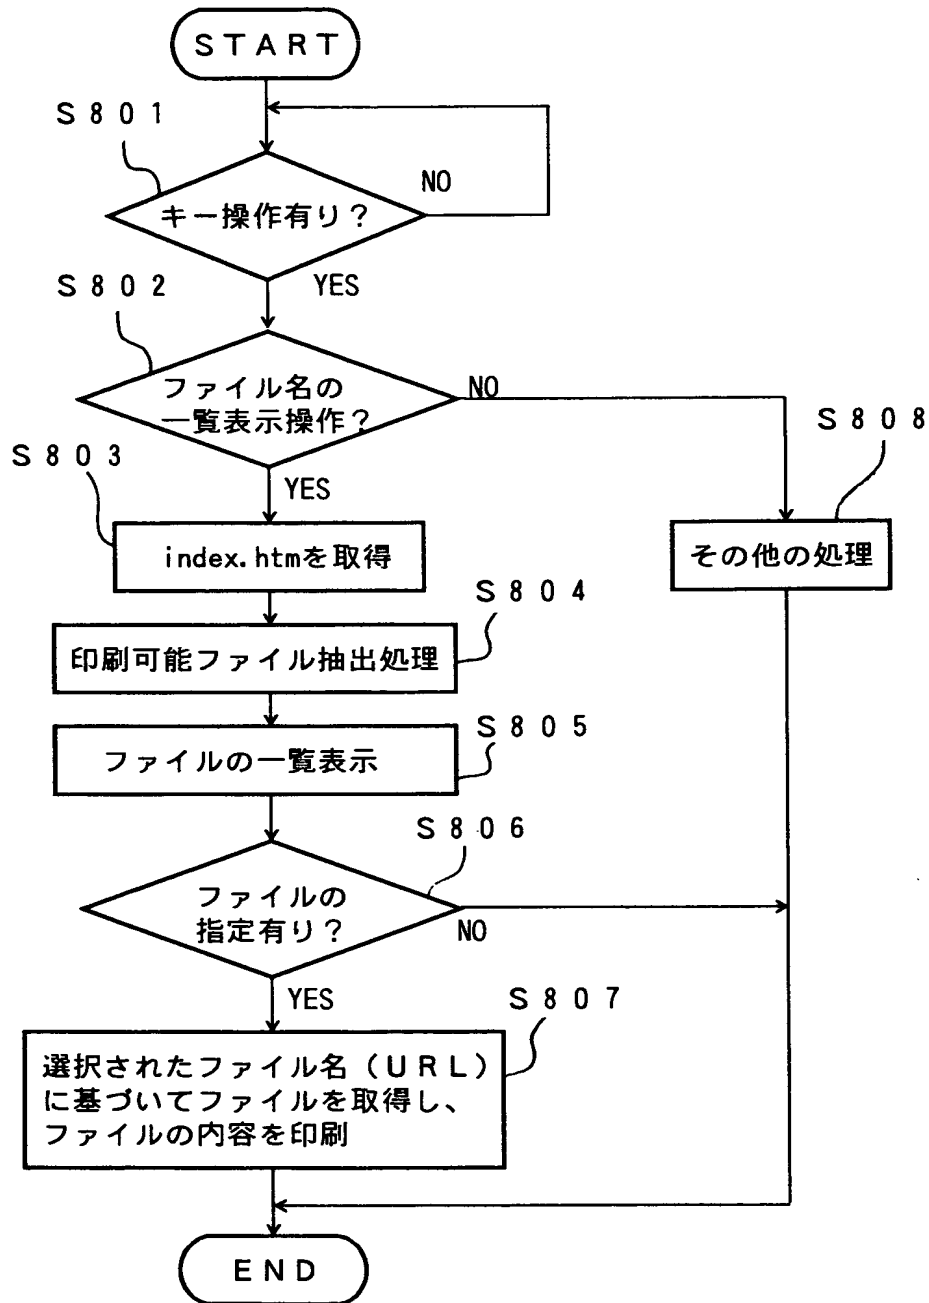 START
S801
NO
キー操作有り？
YES
S802
ファイル名の
一覧表示操作？
NO
S808
S803
YES
index.htmを取得
その他の処理
S804
印刷可能ファイル抽出処理
S805
ファイルの一覧表示
S806
ファイルの
指定有り？
NO
YES
S807
選択されたファイル名（URL）
に基づいてファイルを取得し、
ファイルの内容を印刷
END